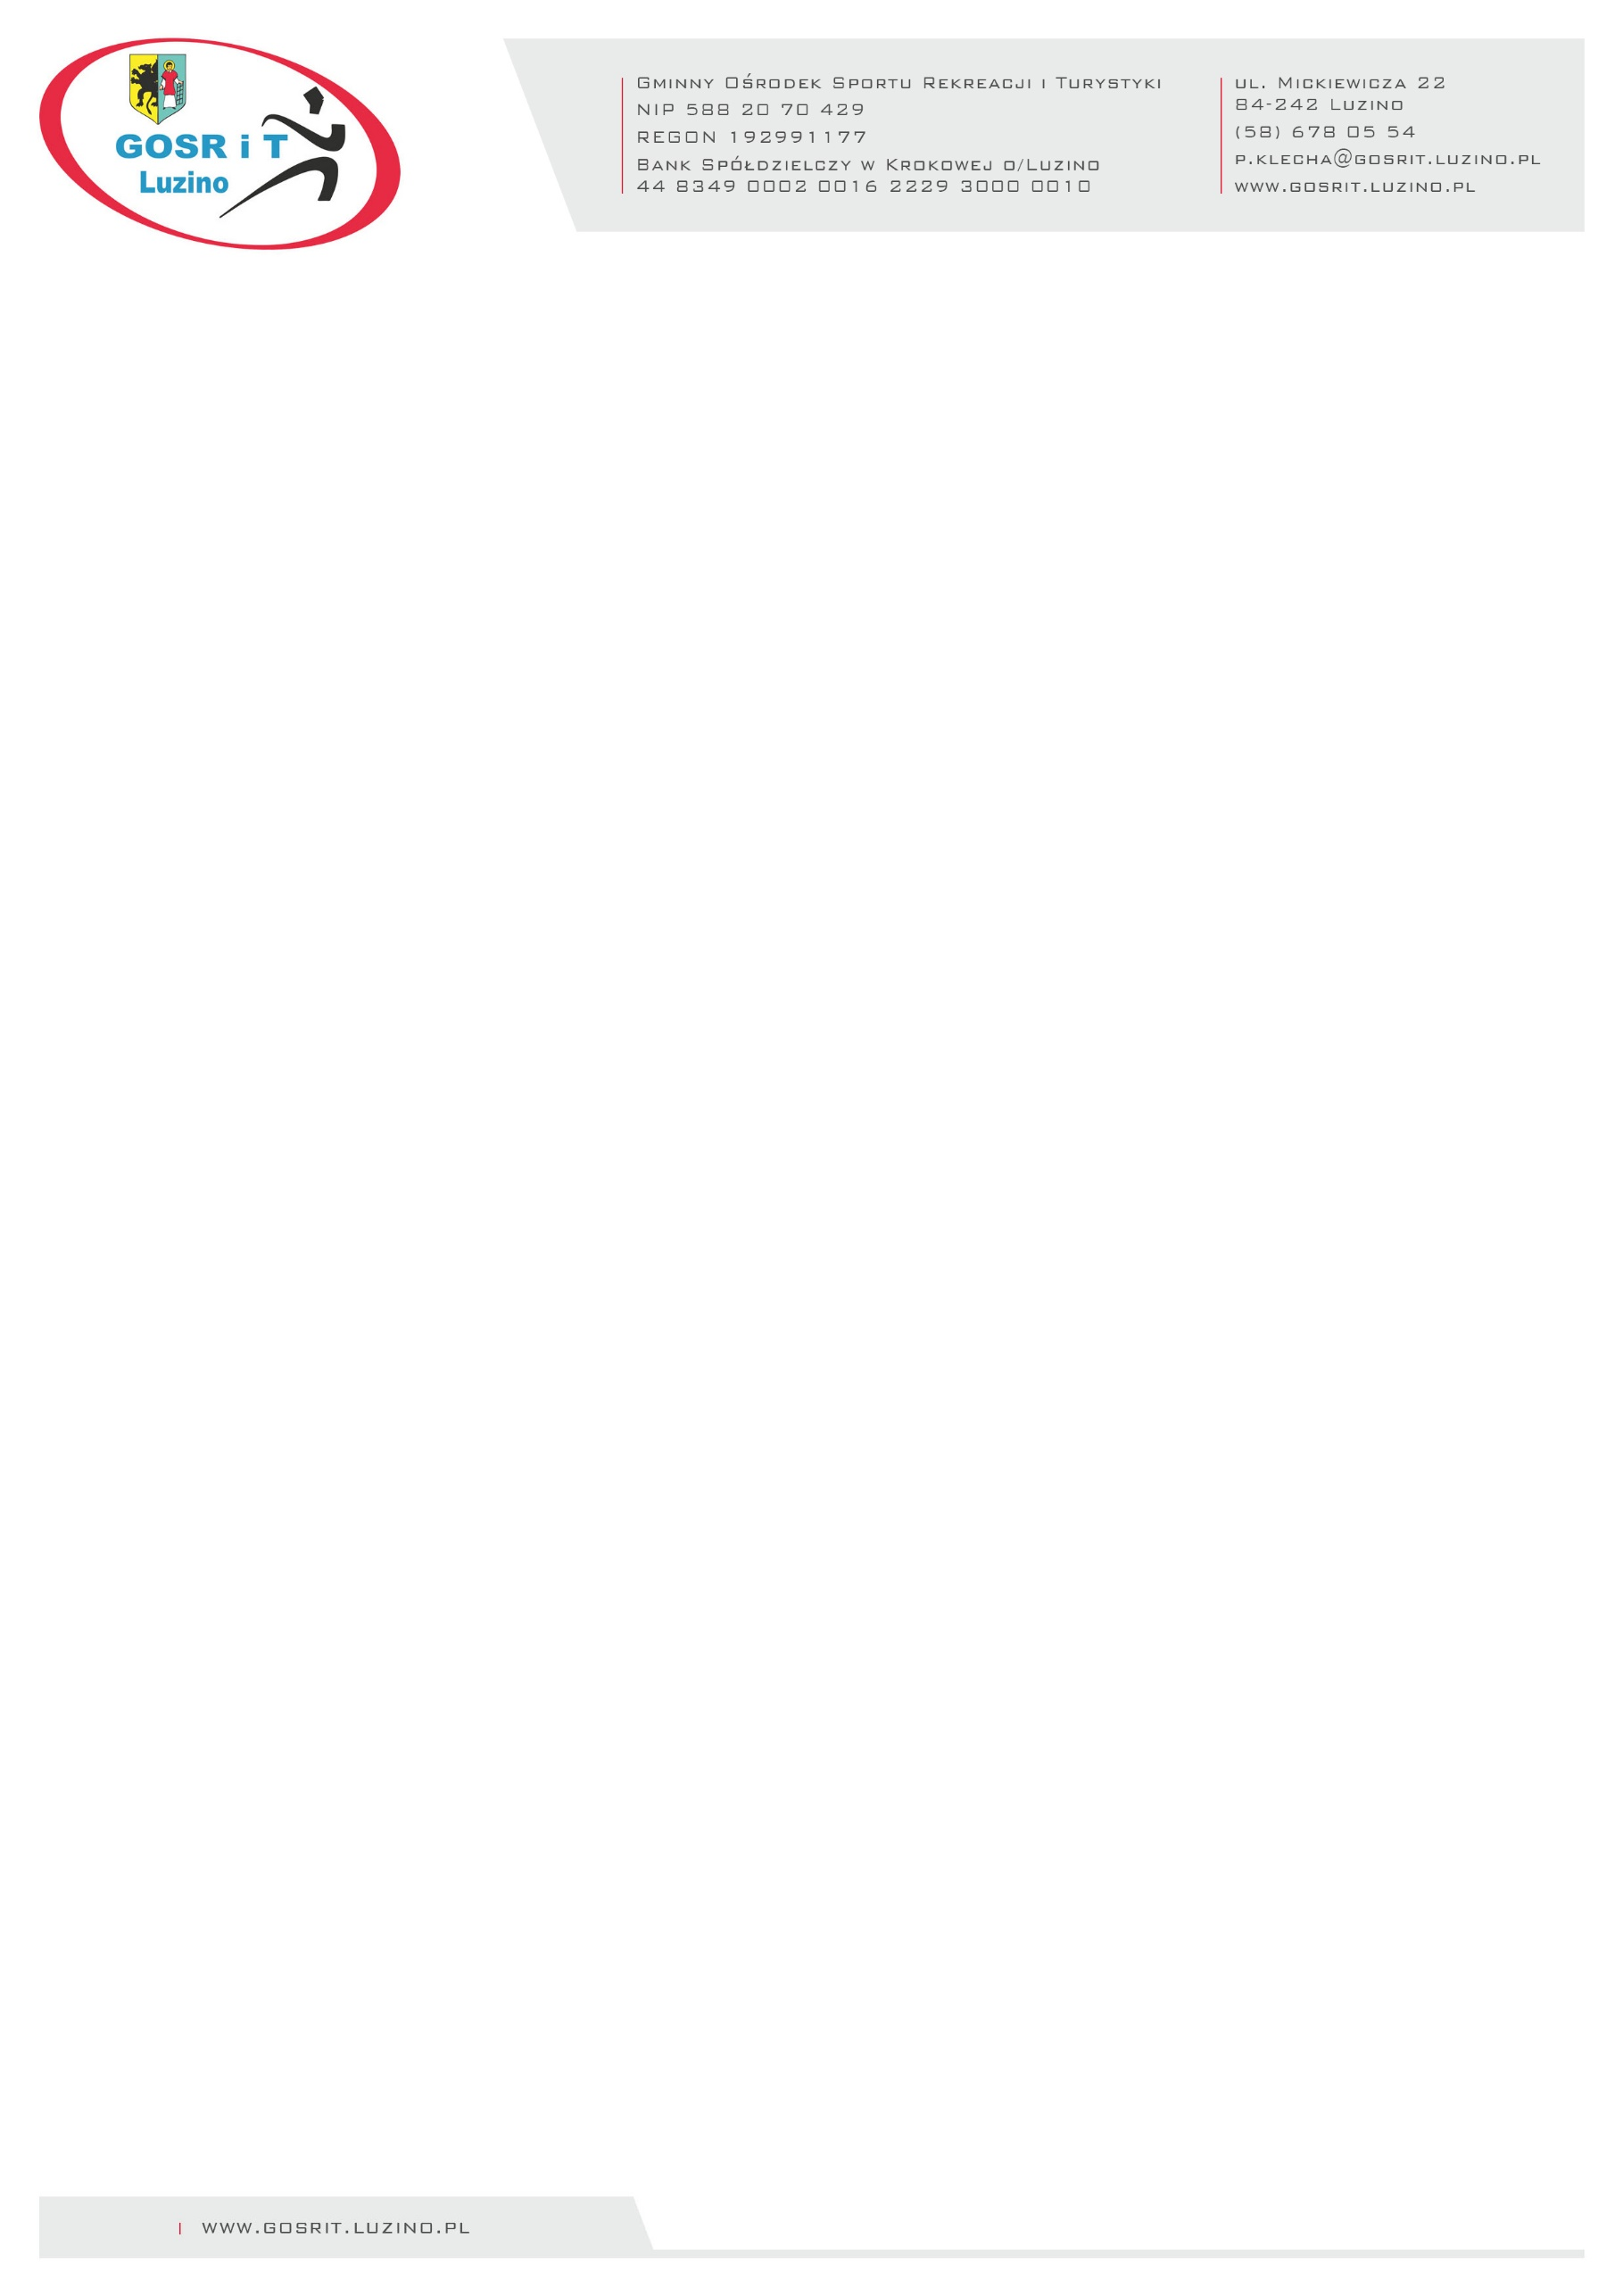 GOSR i T
Luzino
Gminny Ośrodek Sportu Rekreacji i Turystyki
NIP 588 20 70 429
REGON 192991177
Bank Spółdzielczy w Krokowej o/Luzino
44 8349 0002 0016 2229 3000 0010
ul. Mickiewicza 22
84-242 Luzino
(58) 678 05 54
p.klecha@gosrit.luzino.pl
www.gosrit.luzino.pl
www.gosrit.luzino.pl